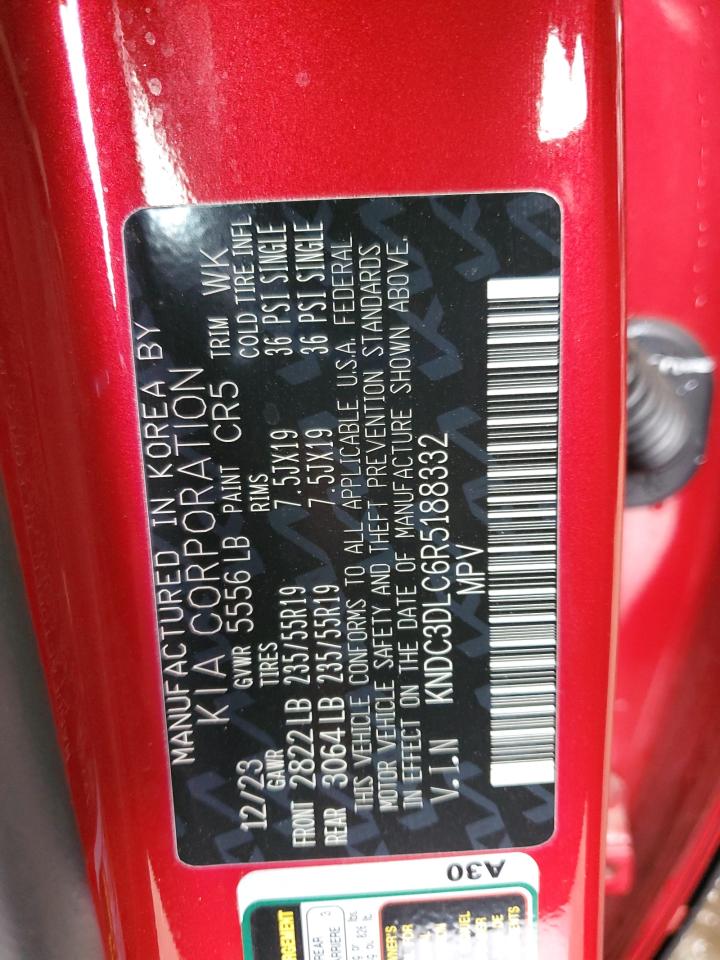 MANUFACTURED IN KOREA BY
KIA CORPORATION
12/23 GVWR 5556 LB PAINT CR5 TRIM WK
GAWR TIRES RIMS COLD TIRE INFL
FRONT 2822 LB 235/55R19 7.5JX19 36 PSI SINGLE
REAR 3064 LB 235/55R19 7.5JX19 36 PSI SINGLE
THIS VEHICLE CONFORMS TO ALL APPLICABLE U.S.A. FEDERAL
MOTOR VEHICLE SAFETY AND THEFT PREVENTION STANDARDS
IN EFFECT ON THE DATE OF MANUFACTURE SHOWN ABOVE.
V.I.N KNDC3DLC6R5188332
MPV
A30
REAR 3